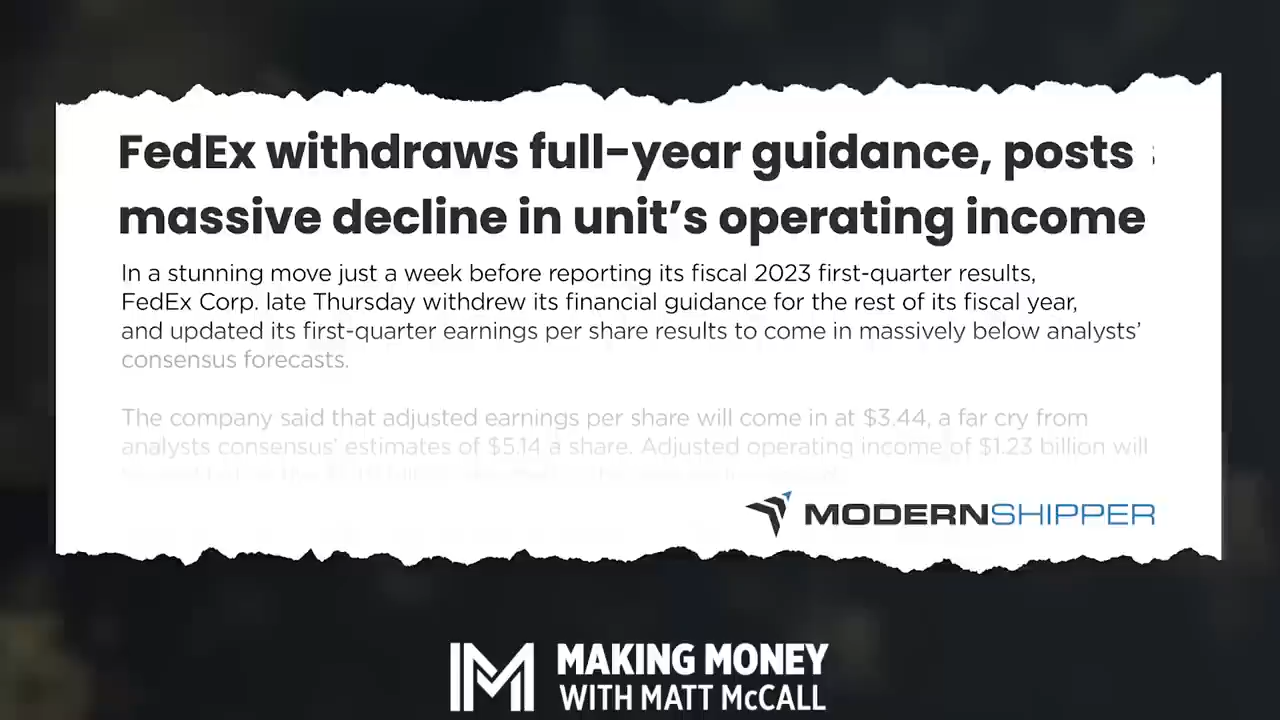 FedEx withdraws full-year guidance, posts
massive decline in unit's operating income
In a stunning move just a week before reporting its fiscal 2023 first-quarter results,
FedEx Corp. late Thursday withdrew its financial guidance for the rest of its fiscal year,
and updated its first-quarter earnings per share results to come in massively below analysts'
consensus forecasts.
The company said that adjusted earnings per share will come in at $3.44, a far cry from
analysts consensus' estimates of $5.14 a share. Adjusted operating income of $1.23 billion will
MODERNSHIPPER
M MAKING MONEY
WITH MATT McCALL